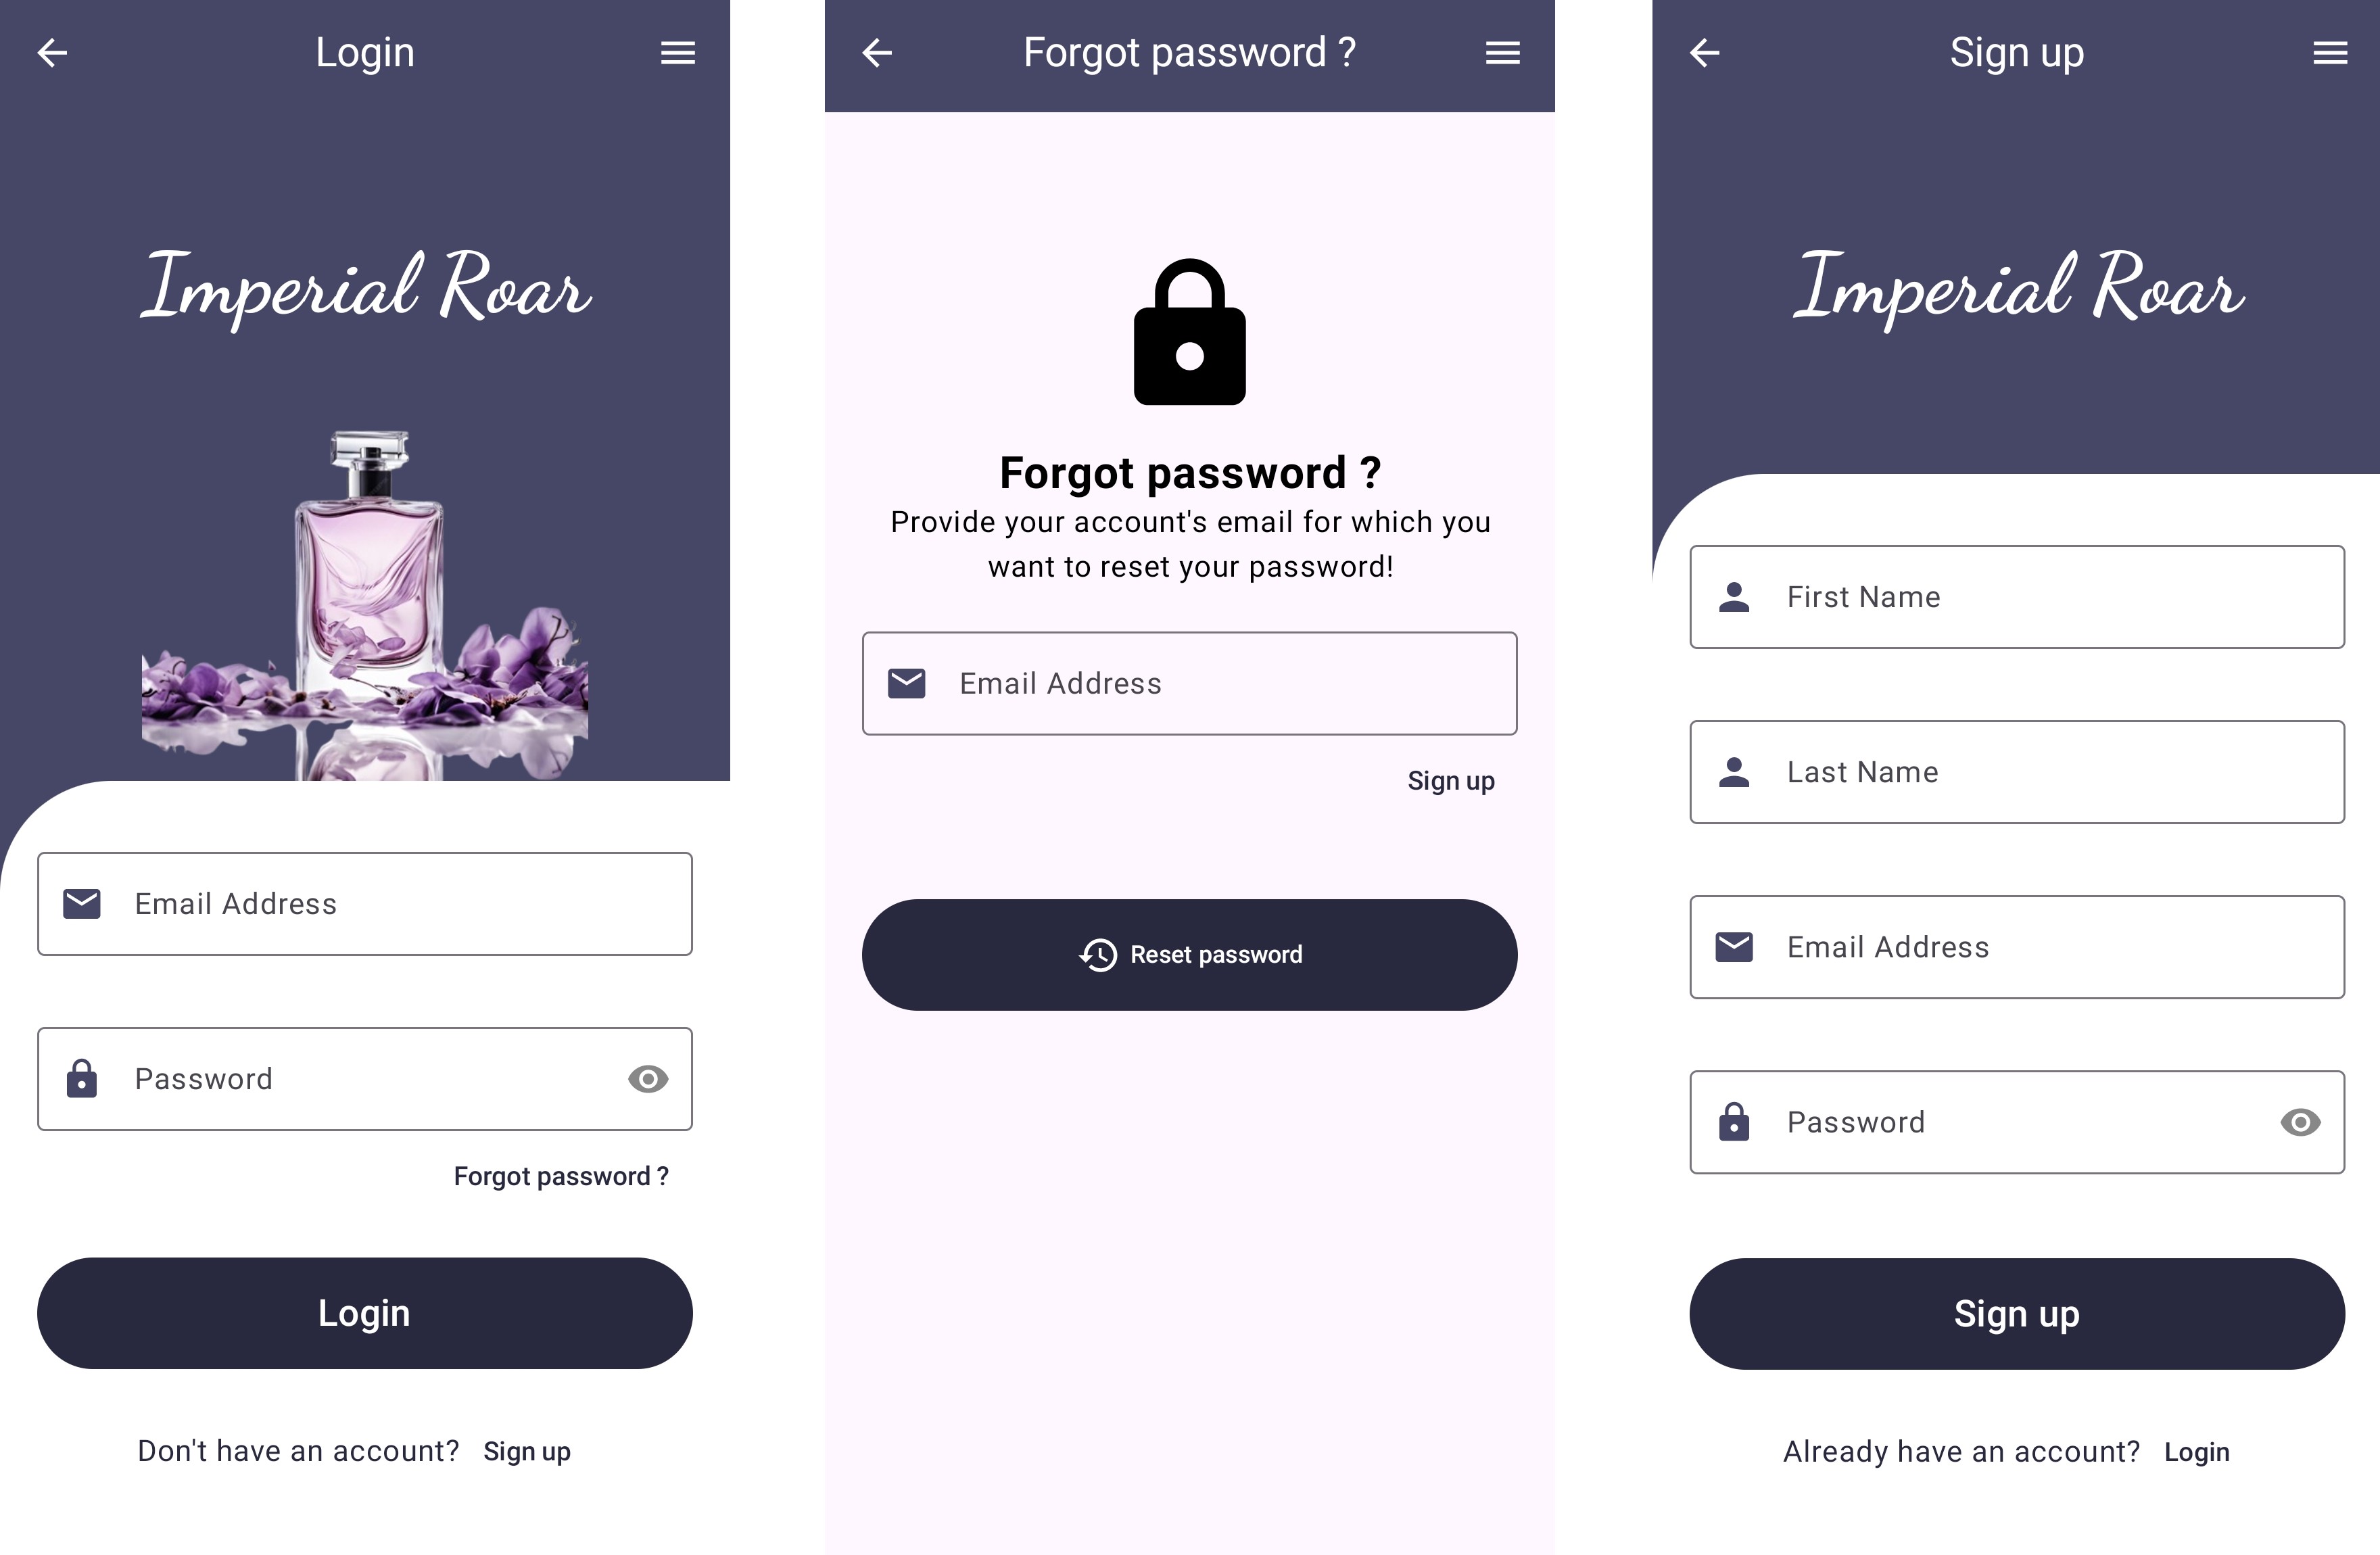 Login
Imperial Roar
Email Address
Password
Forgot password ?
Login
Don't have an account? Sign up
Forgot password ?
Forgot password ?
Provide your account's email for which you
want to reset your password!
Email Address
Sign up
Reset password
Sign up
Imperial Roar
First Name
Last Name
Email Address
Password
Sign up
Already have an account? Login